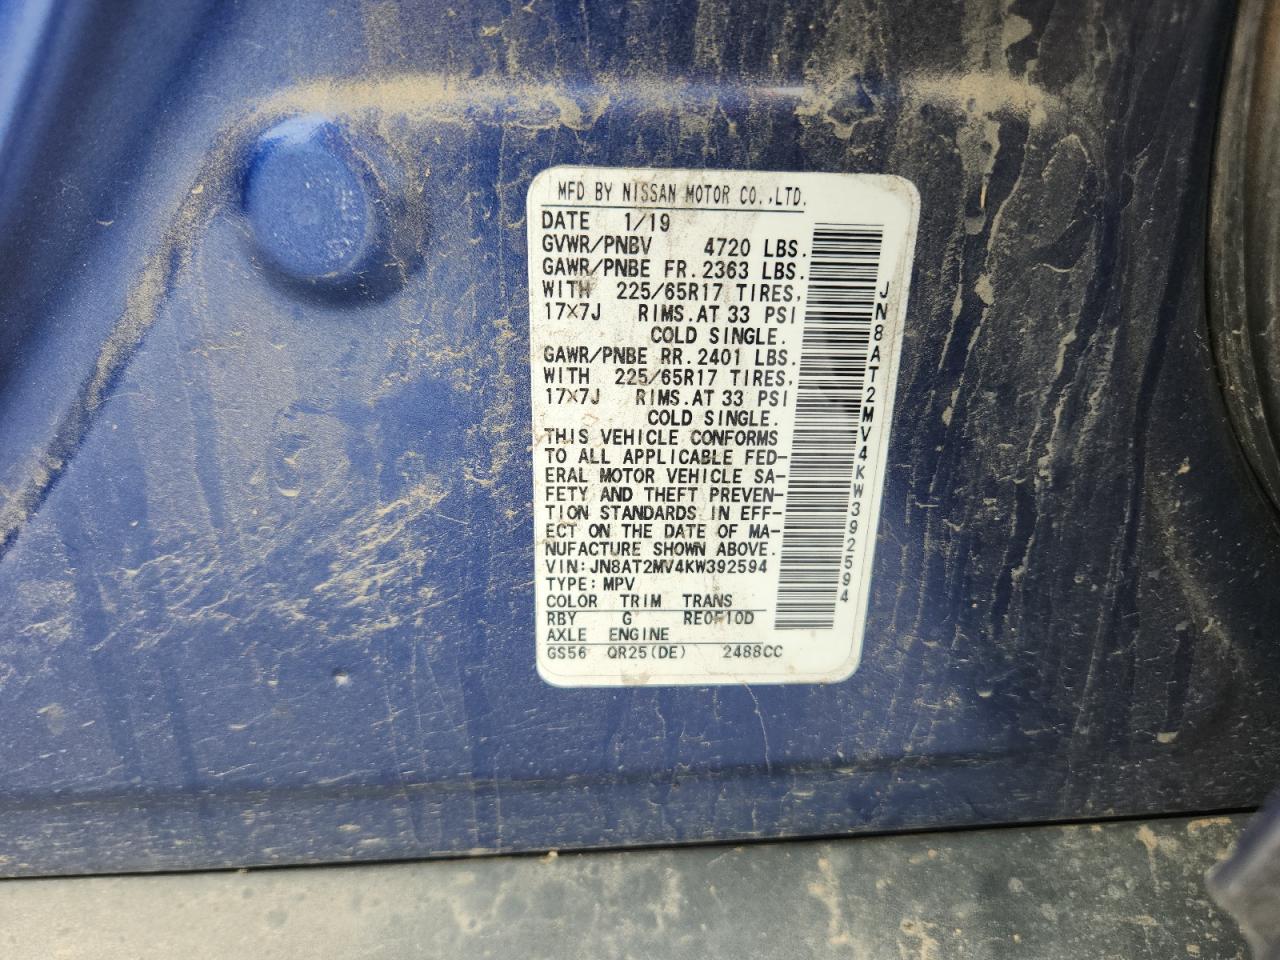 MFD BY NISSAN MOTOR CO.,LTD.
DATE 1/19
GVWR/PNBV 4720 LBS.
GAWR/PNBE FR.2363 LBS.
WITH 225/65R17 TIRES,
17×7J RIMS.AT 33 PSI
COLD SINGLE.
GAWR/PNBE RR.2401 LBS.
WITH 225/65R17 TIRES,
17×7J RIMS.AT 33 PSI
COLD SINGLE.
THIS VEHICLE CONFORMS
TO ALL APPLICABLE FED-
ERAL MOTOR VEHICLE SA-
FETY AND THEFT PREVEN-
TION STANDARDS IN EFF-
ECT ON THE DATE OF MA-
NUFACTURE SHOWN ABOVE.
VIN:JN8AT2MV4KW392594
TYPE:MPV
COLOR TRIM TRANS
RBY G RE0F10D
AXLE ENGINE
GS56 QR25(DE) 2488CC
JN8AT2MV4KW392594